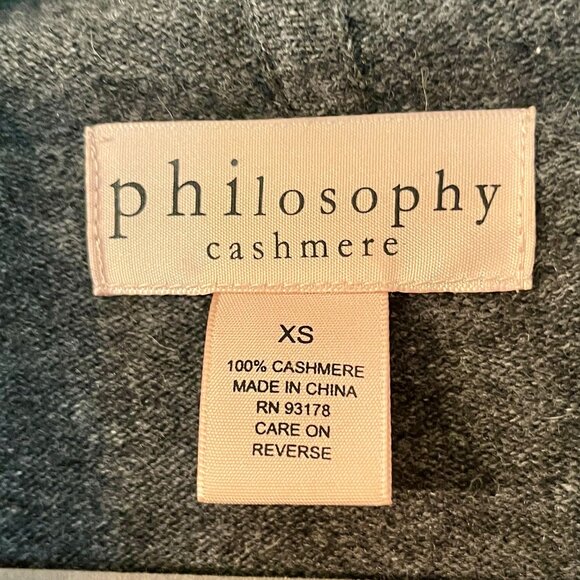 philosophy
cashmere
XS
100% CASHMERE
MADE IN CHINA
RN 93178
CARE ON
REVERSE